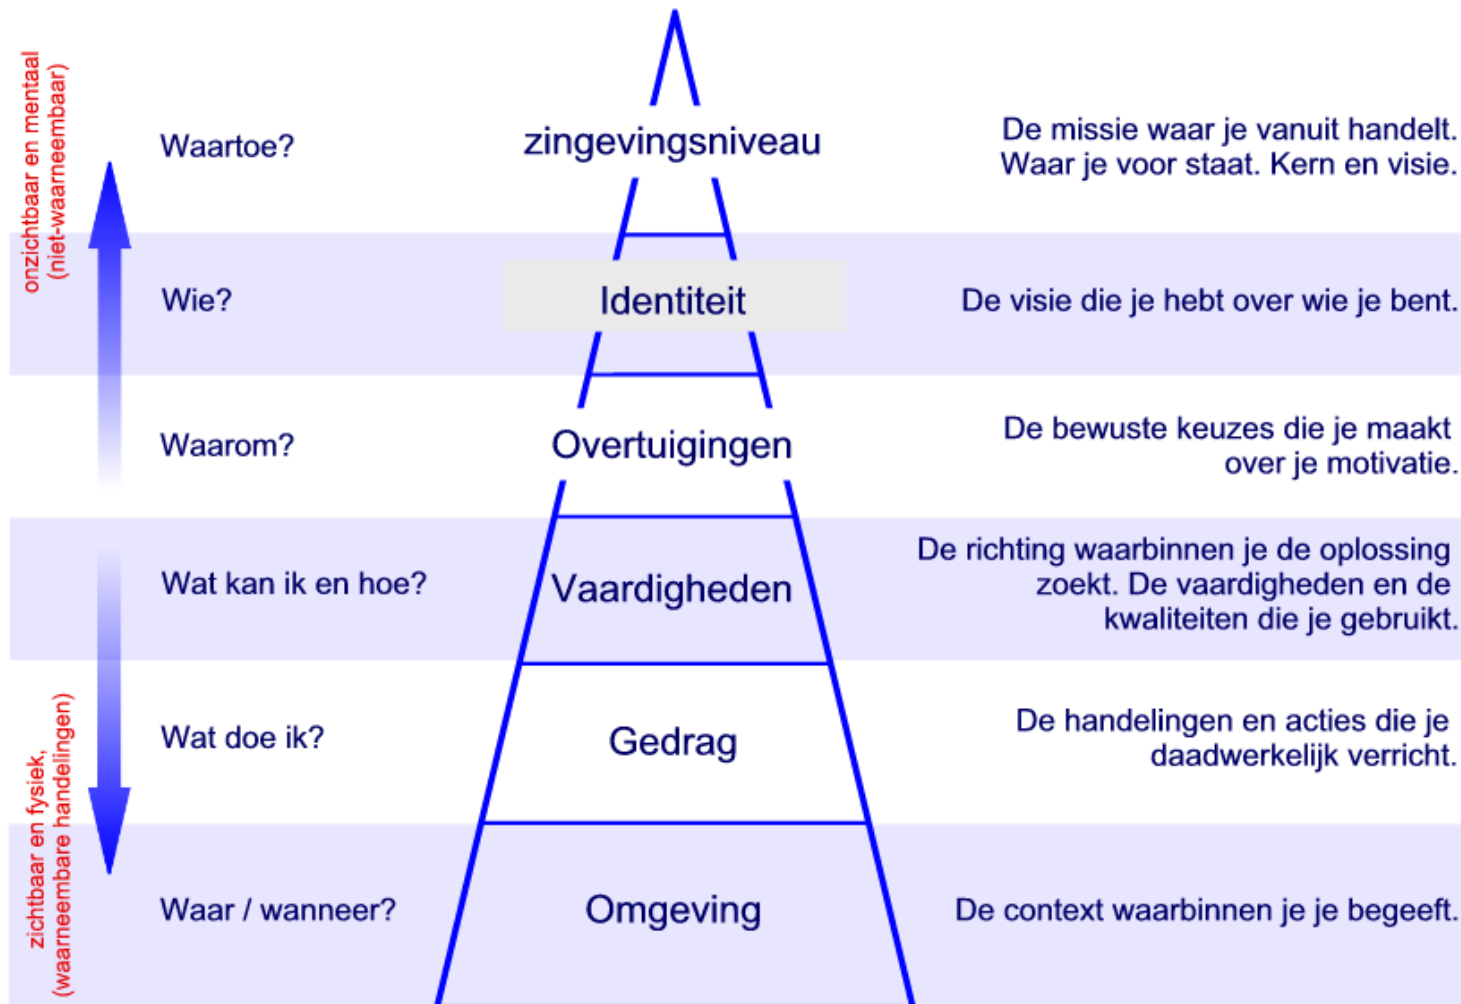 onzichtbaar en mentaal
(niet-waarneembaar)
Waartoe?
zingevingsniveau
De missie waar je vanuit handelt.
Waar je voor staat. Kern en visie.
Wie?
Identiteit
De visie die je hebt over wie je bent.
Waarom?
Overtuigingen
De bewuste keuzes die je maakt
over je motivatie.
Wat kan ik en hoe?
Vaardigheden
De richting waarbinnen je de oplossing
zoekt. De vaardigheden en de
kwaliteiten die je gebruikt.
zichtbaar en fysiek,
(waarneembare handelingen)
Wat doe ik?
Gedrag
De handelingen en acties die je
daadwerkelijk verricht.
Waar / wanneer?
Omgeving
De context waarbinnen je je begeeft.